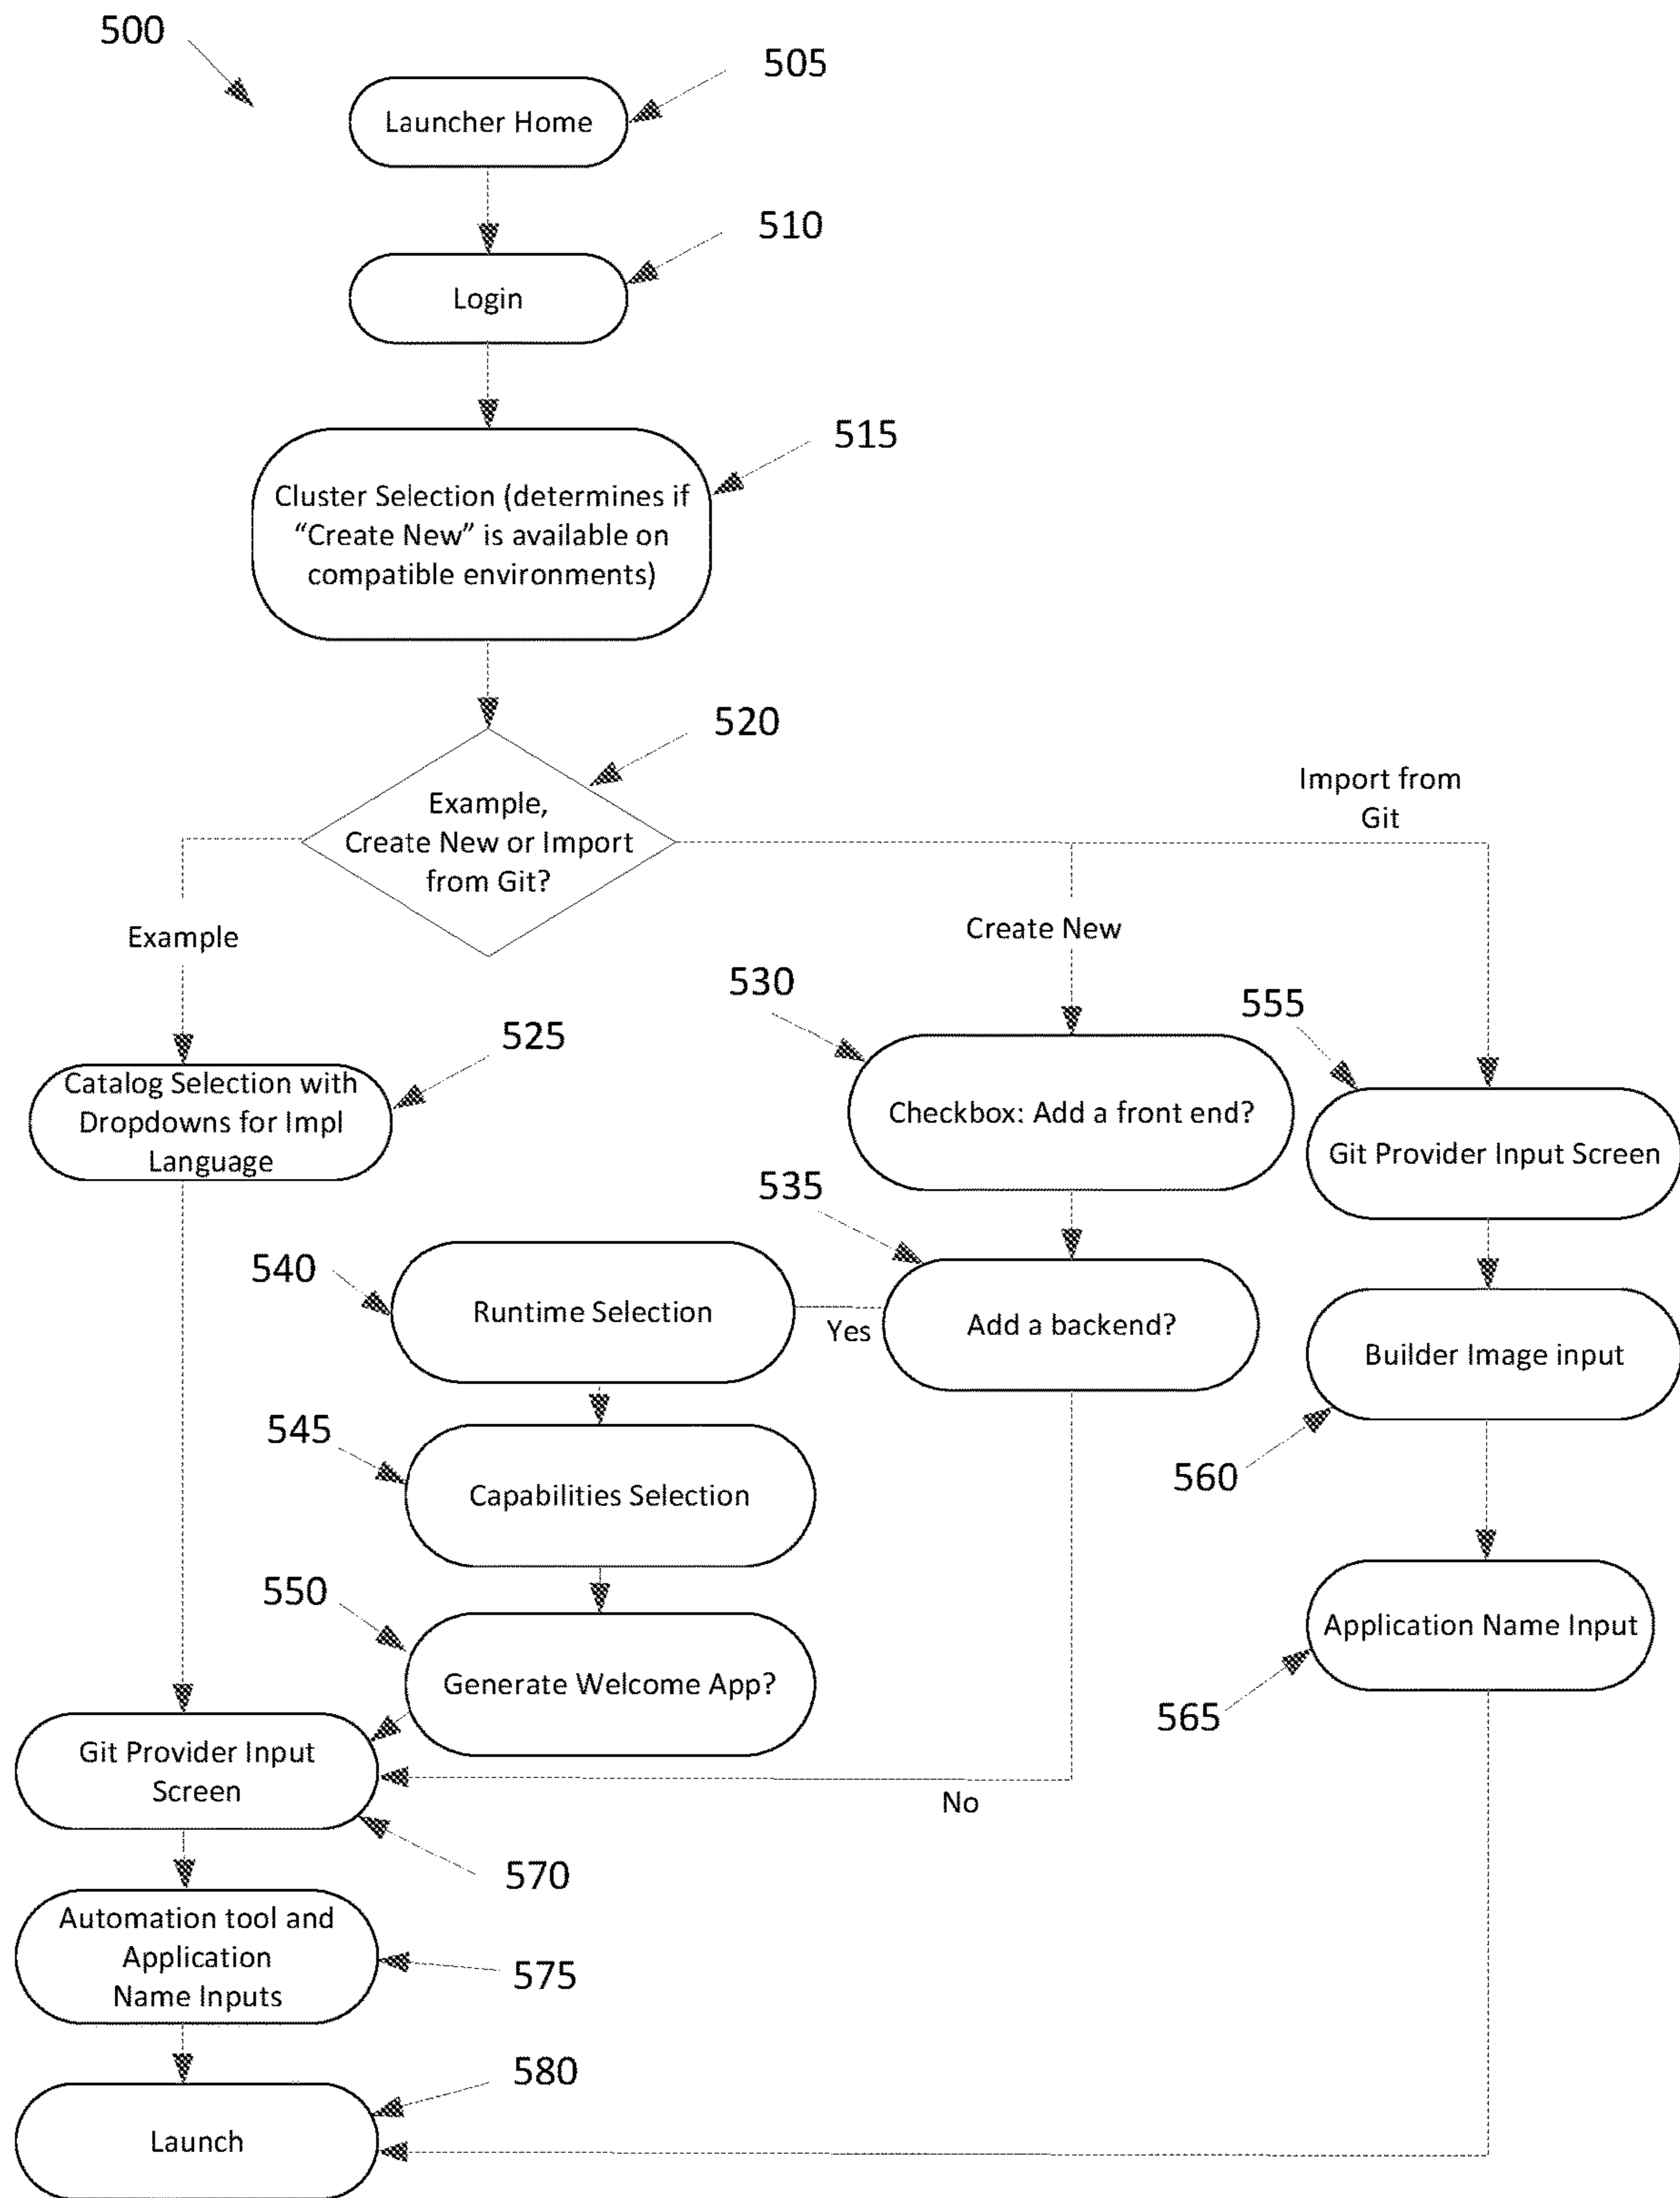 500
505
Launcher Home
510
Login
515
Cluster Selection (determines if
“Create New” is available on
compatible environments)
520
Example,
Create New or Import
from Git?
Import from
Git
Example
Create New
530
555
525
Catalog Selection with
Dropdowns for Impl
Language
Checkbox: Add a front end?
Git Provider Input Screen
535
540
Runtime Selection
Yes
Add a backend?
Builder Image input
545
Capabilities Selection
560
550
Generate Welcome App?
Application Name Input
565
Git Provider Input
Screen
No
570
Automation tool and
Application
Name Inputs
575
580
Launch